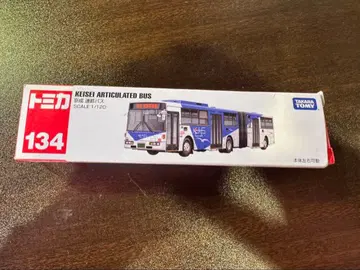 トミカ
134
KEISEI ARTICULATED BUS
京成 連節バス
SCALE 1/120
TAKARA
TOMY